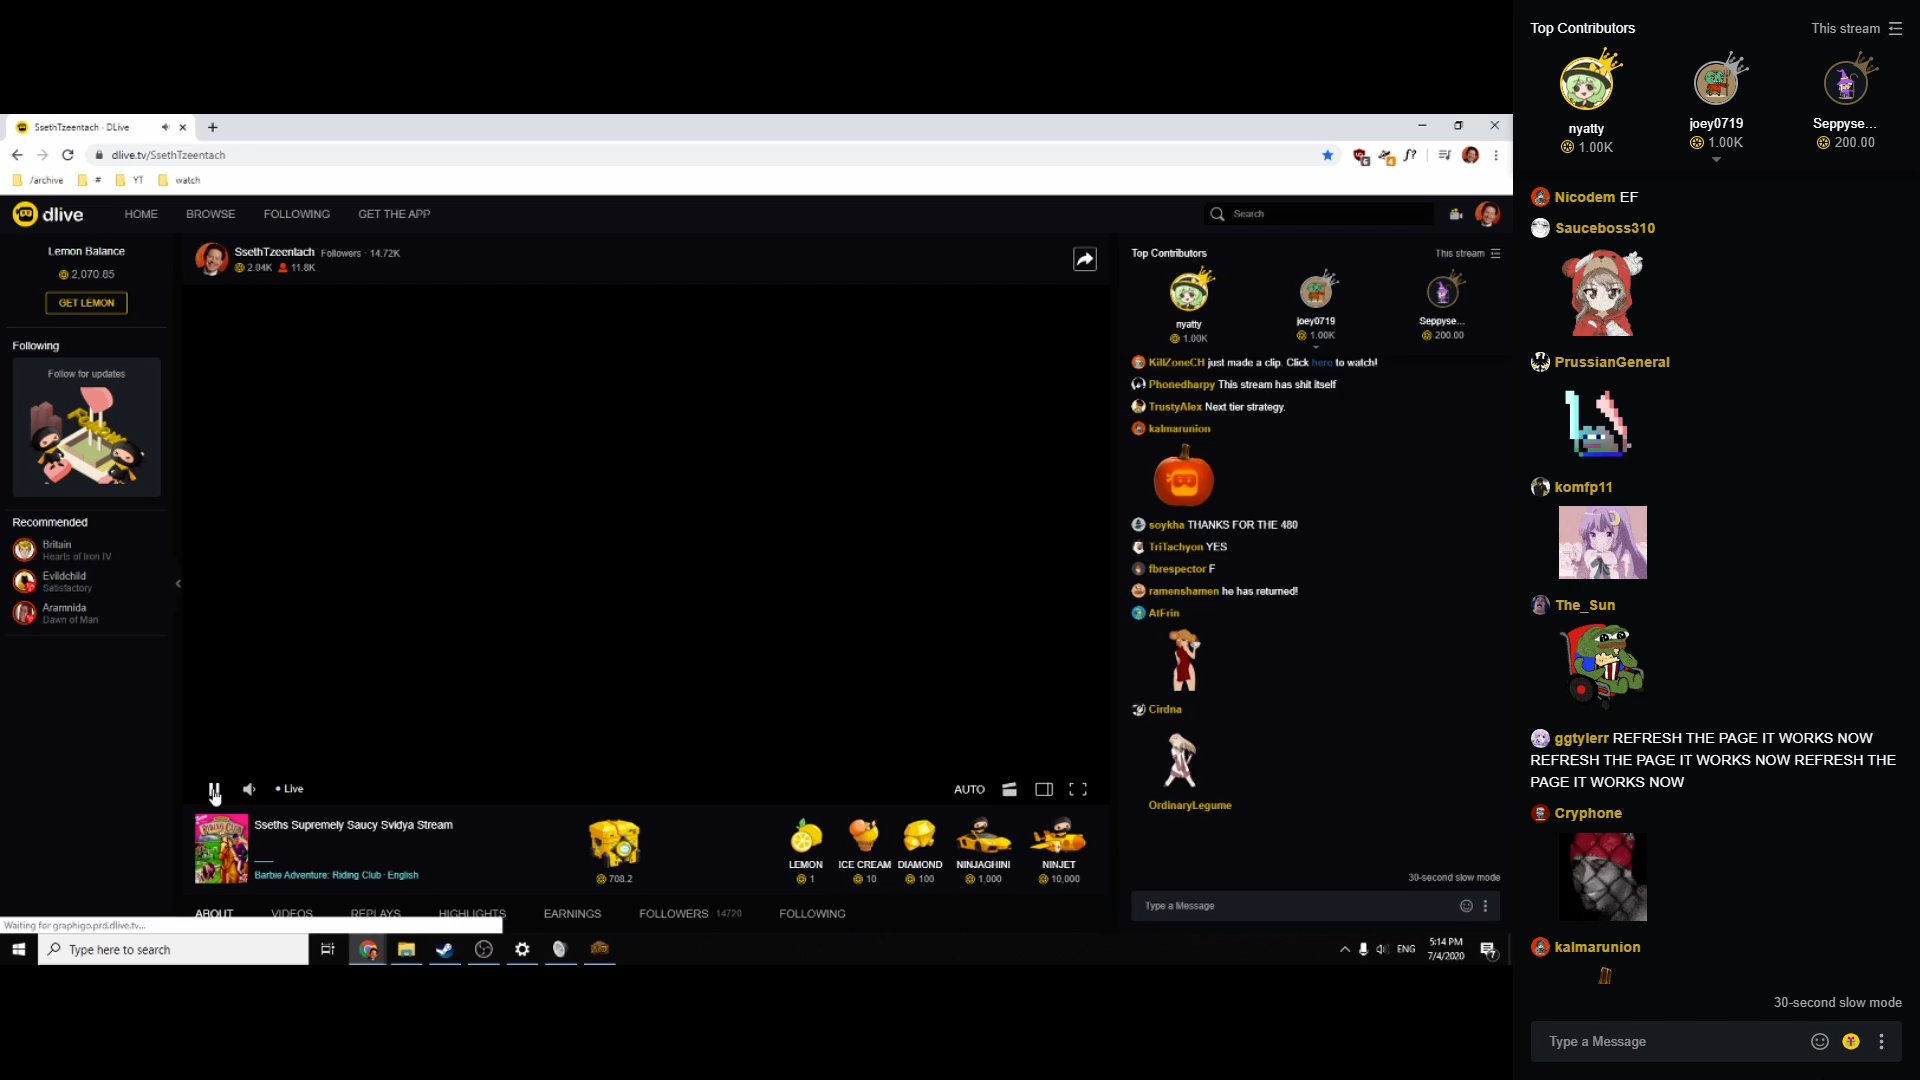 SsethTzeentach - DLive
dlive.tv/SsethTzeentach
/archive
#
YT
watch
dlive
HOME
BROWSE
FOLLOWING
GET THE APP
Search
Lemon Balance
2,070.85
GET LEMON
Following
Follow for updates
Recommended
Britain
Hearts of Iron IV
Evildchild
Satisfactory
Aramnida
Dawn of Man
SsethTzeentach Followers · 14.72K
2.04K 11.8K
Live
AUTO
Sseths Supremely Saucy Svidya Stream
Barbie Adventure: Riding Club · English
708.2
LEMON
1
ICE CREAM
10
DIAMOND
100
NINJAGHINI
1,000
NINJET
10,000
ABOUT
VIDEOS
REPLAYS
HIGHLIGHTS
EARNINGS
FOLLOWERS 14720
FOLLOWING
Waiting for graphigo.prd.dlive.tv...
Top Contributors
This stream
nyatty
1.00K
joey0719
1.00K
Seppyse...
200.00
KillZoneCH just made a clip. Click here to watch!
Phonedharpy This stream has shit itself
TrustyAlex Next tier strategy.
kalmarunion
soykha THANKS FOR THE 480
TriTachyon YES
fbrespector F
ramenshamen he has returned!
AtFrin
Cirdna
OrdinaryLegume
30-second slow mode
Type a Message
Type here to search
ENG
5:14 PM
7/4/2020
Top Contributors
This stream
nyatty
1.00K
joey0719
1.00K
Seppyse...
200.00
Nicodem EF
Sauceboss310
PrussianGeneral
komfp11
The_Sun
ggtylerr REFRESH THE PAGE IT WORKS NOW
REFRESH THE PAGE IT WORKS NOW REFRESH THE
PAGE IT WORKS NOW
Cryphone
kalmarunion
30-second slow mode
Type a Message